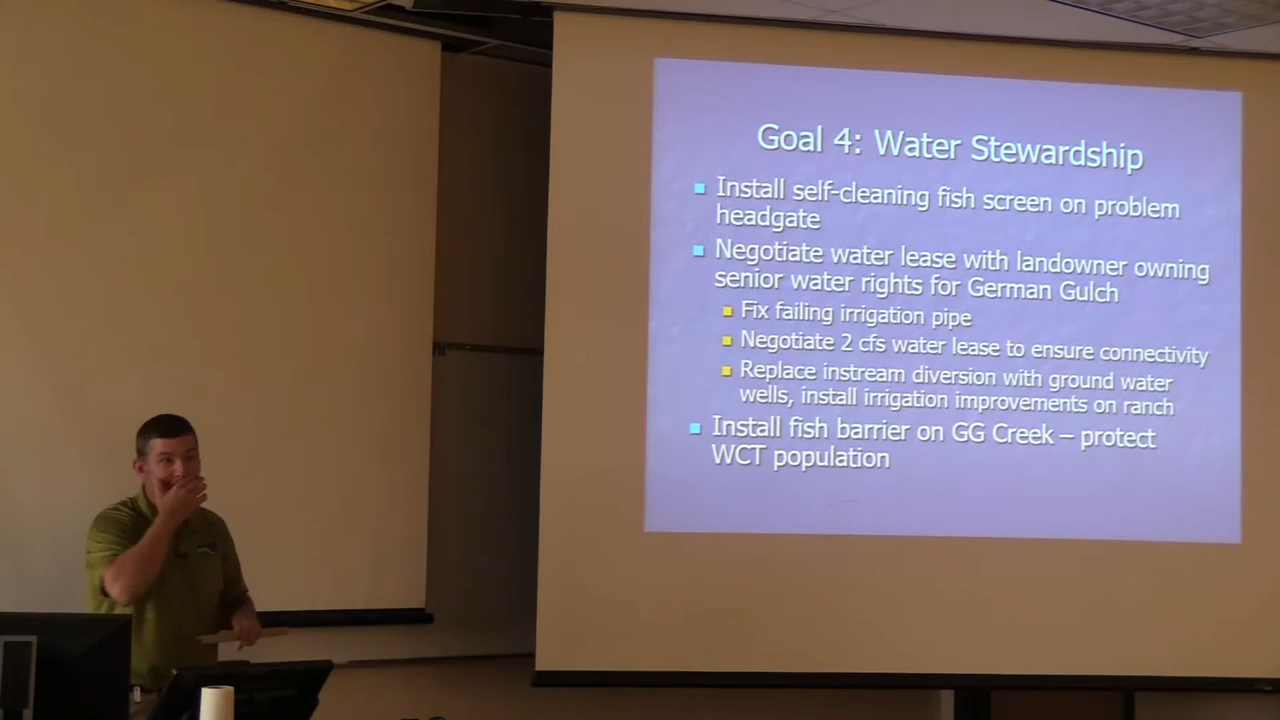 Goal 4: Water Stewardship
Install self-cleaning fish screen on problem
headgate
Negotiate water lease with landowner owning
senior water rights for German Gulch
Fix failing irrigation pipe
Negotiate 2 cfs water lease to ensure connectivity
Replace instream diversion with ground water
wells, install irrigation improvements on ranch
Install fish barrier on GG Creek – protect
WCT population